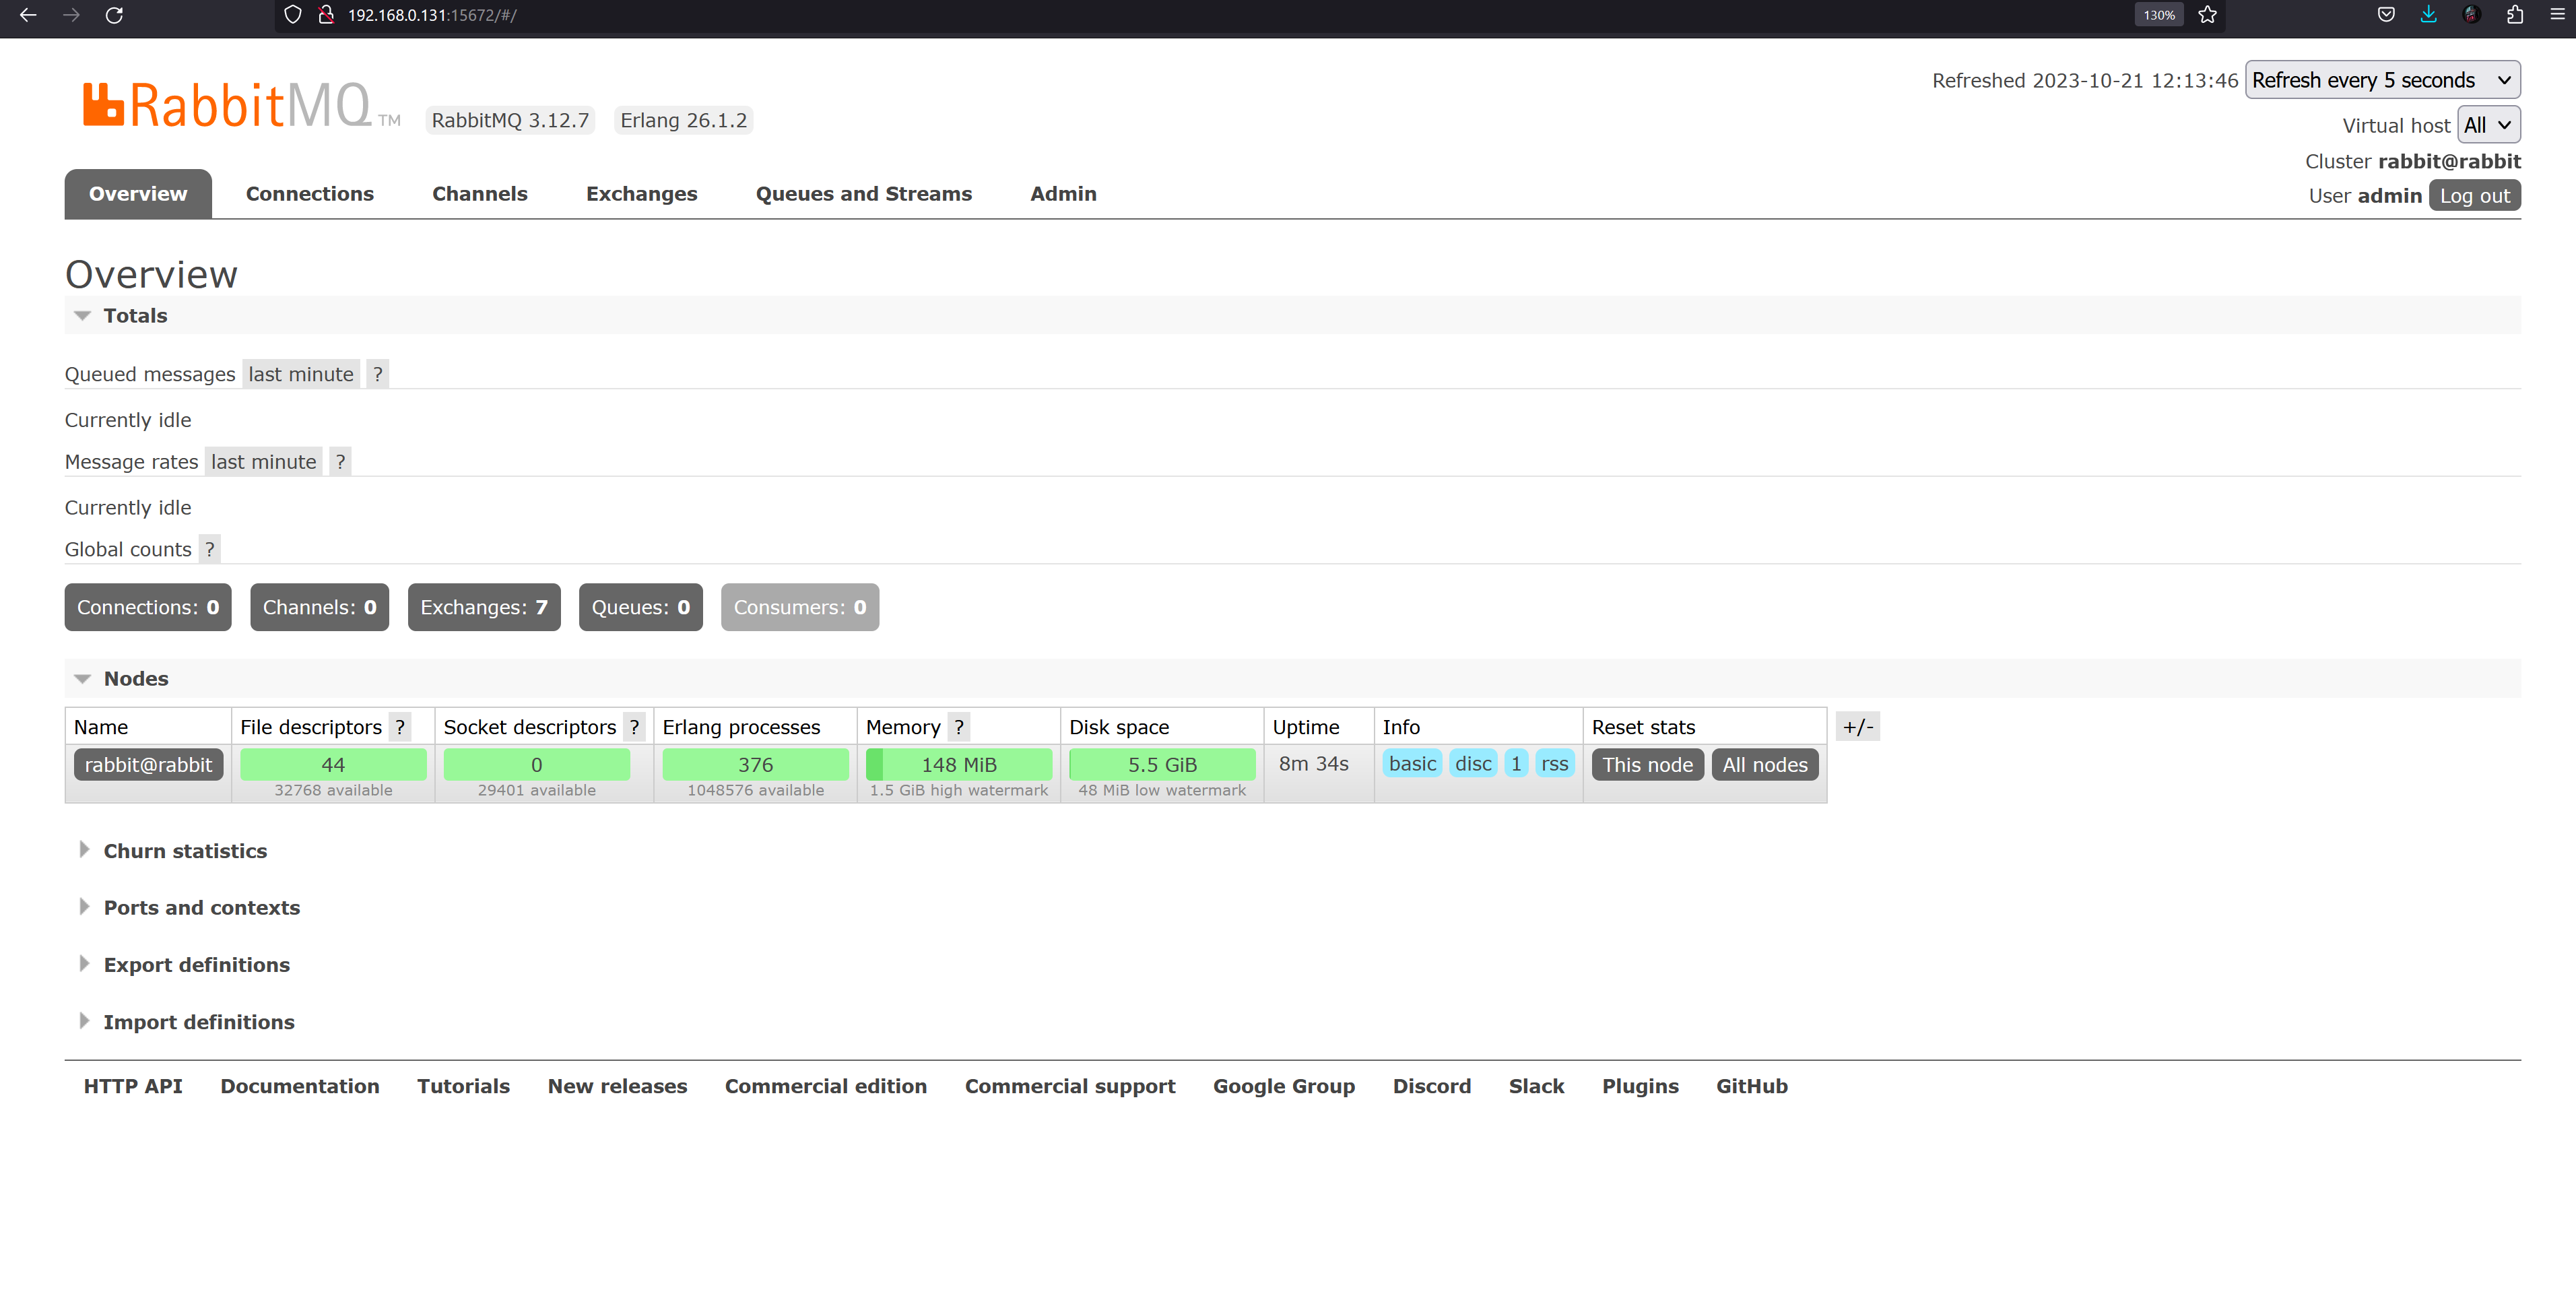 192.168.0.131:15672/#/
130%
RabbitMQ TM RabbitMQ 3.12.7 Erlang 26.1.2
Refreshed 2023-10-21 12:13:46 Refresh every 5 seconds
Virtual host All
Cluster rabbit@rabbit
User admin Log out
Overview Connections Channels Exchanges Queues and Streams Admin
Overview
Totals
Queued messages last minute ?
Currently idle
Message rates last minute ?
Currently idle
Global counts ?
Connections: 0 Channels: 0 Exchanges: 7 Queues: 0 Consumers: 0
Nodes
Name File descriptors ? Socket descriptors ? Erlang processes Memory ? Disk space Uptime Info Reset stats +/-
rabbit@rabbit 44 0 376 148 MiB 5.5 GiB 8m 34s basic disc 1 rss This node All nodes
32768 available 29401 available 1048576 available 1.5 GiB high watermark 48 MiB low watermark
Churn statistics
Ports and contexts
Export definitions
Import definitions
HTTP API Documentation Tutorials New releases Commercial edition Commercial support Google Group Discord Slack Plugins GitHub